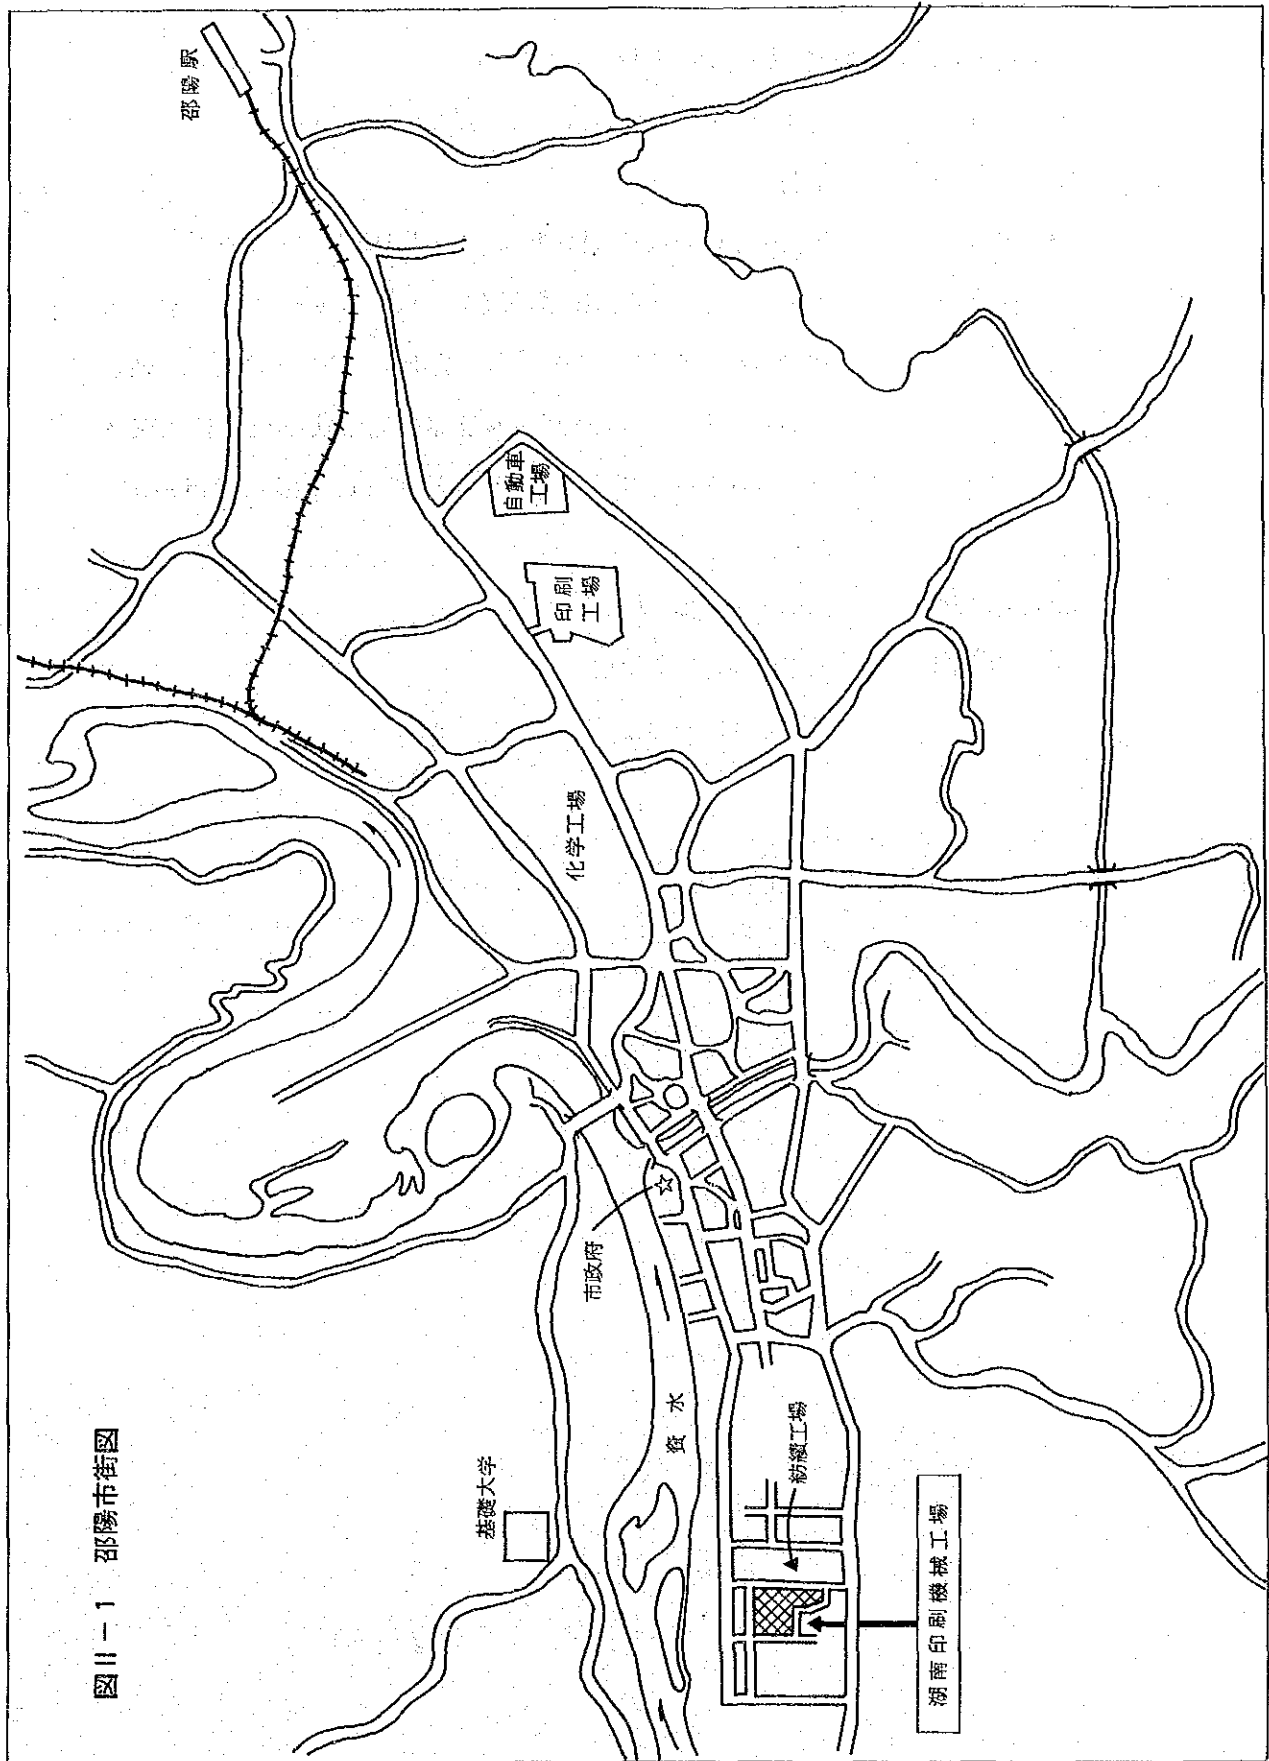 図II-1 邵陽市街図
邵陽駅
自動車
工場
印刷
工場
化学工場
市政府
資水
基礎大学
紡織工場
湖南印刷機械工場